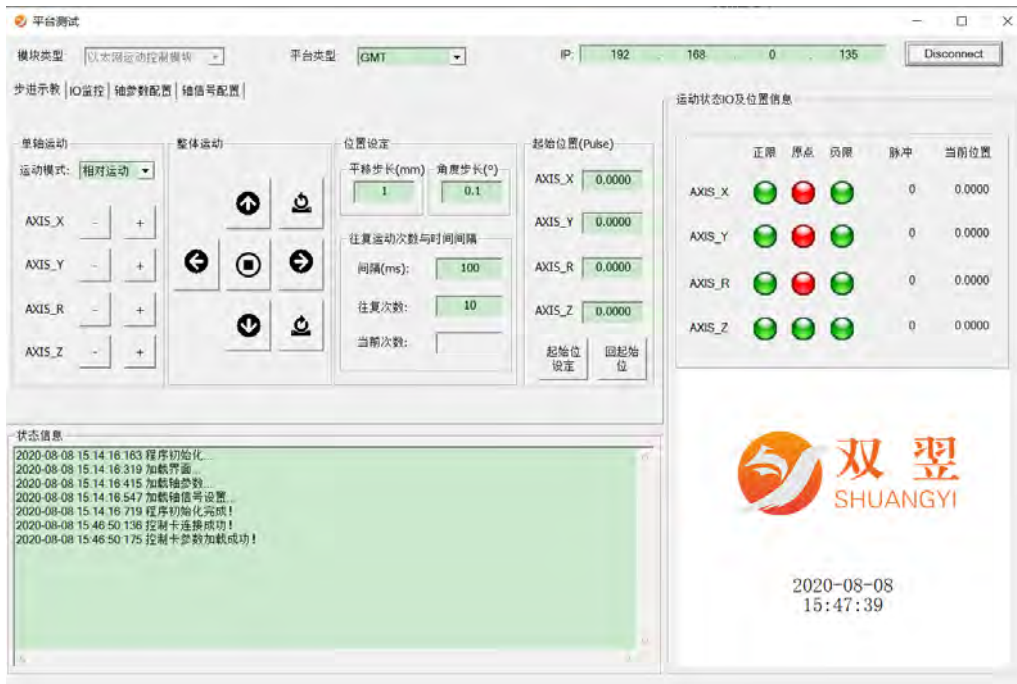 平台测试
模块类型 以太网运动控制模块 平台类型 GMT IP: 192 . 168 . 0 . 135 Disconnect
步进示教 IO监控 轴参数配置 轴信号配置
运动状态IO及位置信息
单轴运动
运动模式: 相对运动
AXIS_X - +
AXIS_Y - +
AXIS_R - +
AXIS_Z - +
整体运动
位置设定
平移步长(mm) 角度步长(°)
1 0.1
往复运动次数与时间间隔
间隔(ms): 100
往复次数: 10
当前次数:
起始位置(Pulse)
AXIS_X 0.0000
AXIS_Y 0.0000
AXIS_R 0.0000
AXIS_Z 0.0000
起始位
设定
回起始
位
正限 原点 负限 脉冲 当前位置
AXIS_X 0 0.0000
AXIS_Y 0 0.0000
AXIS_R 0 0.0000
AXIS_Z 0 0.0000
状态信息
2020-08-08 15:14:16:163 程序初始化...
2020-08-08 15:14:16:319 加载界面...
2020-08-08 15:14:16:415 加载轴参数...
2020-08-08 15:14:16:547 加载轴信号设置...
2020-08-08 15:14:16:719 程序初始化完成!
2020-08-08 15:46:50:136 控制卡连接成功!
2020-08-08 15:46:50:175 控制卡参数加载成功!
双翌
SHUANGYI
2020-08-08
15:47:39